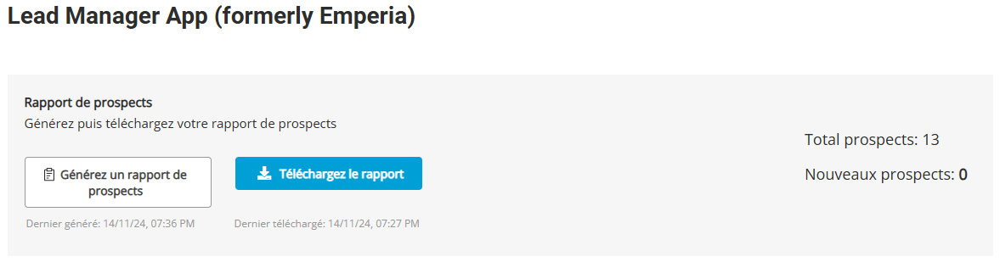 Lead Manager App (formerly Emperia)
Rapport de prospects
Générez puis téléchargez votre rapport de prospects
Générez un rapport de
prospects
Téléchargez le rapport
Dernier généré: 14/11/24, 07:36 PM
Dernier téléchargé: 14/11/24, 07:27 PM
Total prospects: 13
Nouveaux prospects: 0